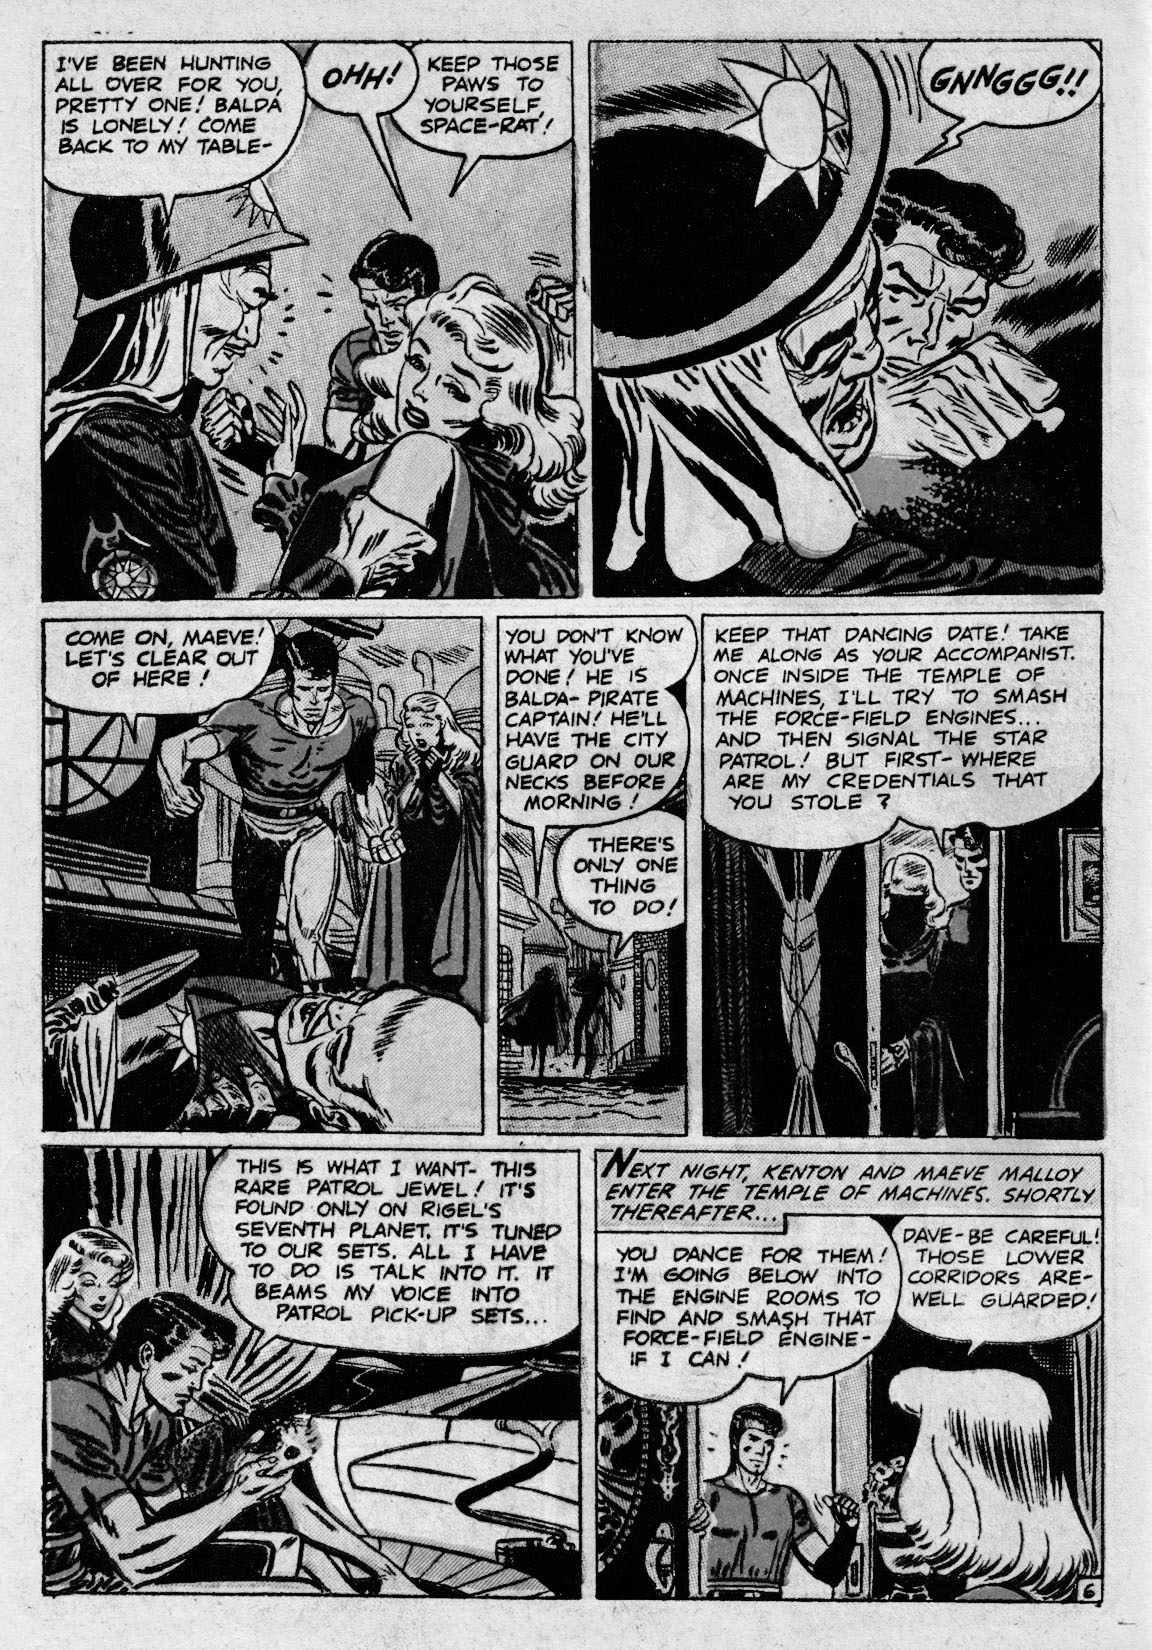 I'VE BEEN HUNTING
ALL OVER FOR YOU,
PRETTY ONE! BALDA
IS LONELY! COME
BACK TO MY TABLE-
OHH!
KEEP THOSE
PAWS TO
YOURSELF,
SPACE-RAT!
GNNGGG!!
COME ON, MAEVE!
LET'S CLEAR OUT
OF HERE!
YOU DON'T KNOW
WHAT YOU'VE
DONE! HE IS
BALDA- PIRATE
CAPTAIN! HE'LL
HAVE THE CITY
GUARD ON OUR
NECKS BEFORE
MORNING!
THERE'S
ONLY ONE
THING
TO DO!
KEEP THAT DANCING DATE! TAKE
ME ALONG AS YOUR ACCOMPANIST.
ONCE INSIDE THE TEMPLE OF
MACHINES, I'LL TRY TO SMASH
THE FORCE-FIELD ENGINES...
AND THEN SIGNAL THE STAR
PATROL! BUT FIRST- WHERE
ARE MY CREDENTIALS THAT
YOU STOLE?
THIS IS WHAT I WANT- THIS
RARE PATROL JEWEL! IT'S
FOUND ONLY ON RIGEL'S
SEVENTH PLANET. IT'S TUNED
TO OUR SETS. ALL I HAVE
TO DO IS TALK INTO IT. IT
BEAMS MY VOICE INTO
PATROL PICK-UP SETS...
NEXT NIGHT, KENTON AND MAEVE MALLOY
ENTER THE TEMPLE OF MACHINES. SHORTLY
THEREAFTER...
YOU DANCE FOR THEM!
I'M GOING BELOW INTO
THE ENGINE ROOMS TO
FIND AND SMASH THAT
FORCE-FIELD ENGINE-
IF I CAN!
DAVE-BE CAREFUL!
THOSE LOWER
CORRIDORS ARE-
WELL GUARDED!
6